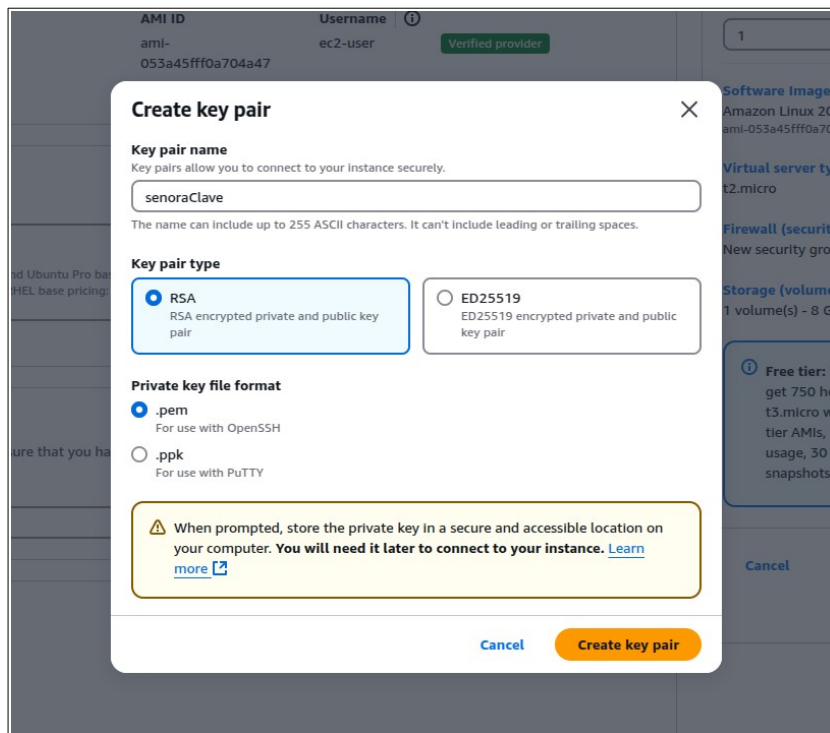 AMI ID
Username
ami-
053a45fff0a704a47
ec2-user
Verified provider
1
Software Image
Amazon Linux 20
ami-053a45fff0a70
Virtual server ty
t2.micro
Firewall (securit
New security gro
Storage (volume
1 volume(s) - 8 G
Free tier:
get 750 h
t3.micro w
tier AMIs,
usage, 30
snapshots
Cancel
nd Ubuntu Pro bas
RHEL base pricing:
sure that you ha
Create key pair
Key pair name
Key pairs allow you to connect to your instance securely.
senoraClave
The name can include up to 255 ASCII characters. It can't include leading or trailing spaces.
Key pair type
RSA
RSA encrypted private and public key
pair
ED25519
ED25519 encrypted private and public
key pair
Private key file format
.pem
For use with OpenSSH
.ppk
For use with PuTTY
When prompted, store the private key in a secure and accessible location on
your computer. You will need it later to connect to your instance. Learn
more
Cancel
Create key pair